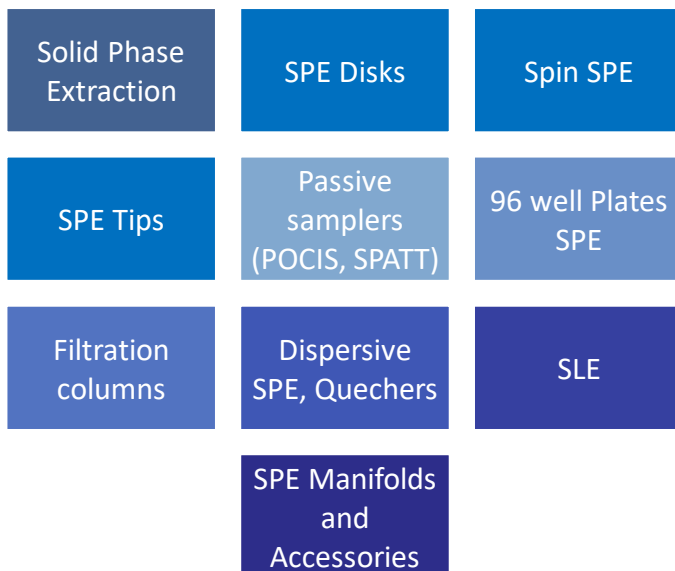 Solid Phase
Extraction
SPE Disks
Spin SPE
SPE Tips
Passive
samplers
(POCIS, SPATT)
96 well Plates
SPE
Filtration
columns
Dispersive
SPE, Quechers
SLE
SPE Manifolds
and
Accessories